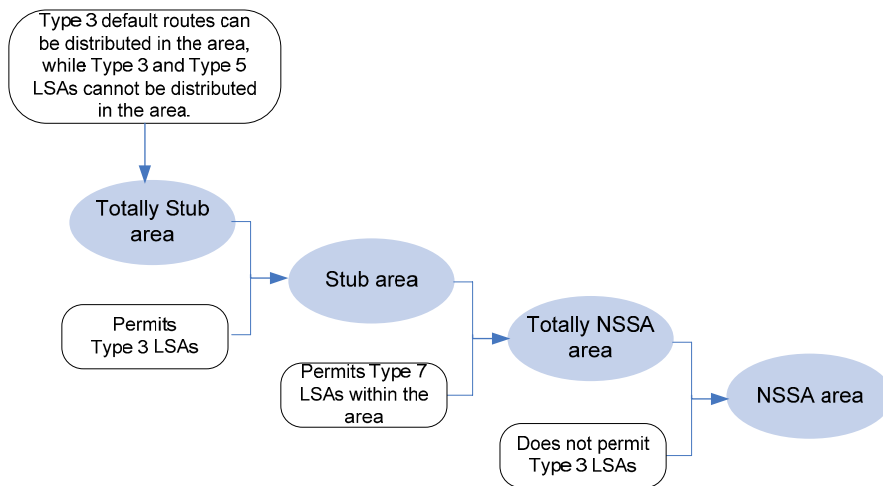 Type 3 default routes can
be distributed in the area,
while Type 3 and Type 5
LSAs cannot be distributed
in the area.
Totally Stub
area
Permits
Type 3 LSAs
Stub area
Permits Type 7
LSAs within the
area
Totally NSSA
area
Does not permit
Type 3 LSAs
NSSA area